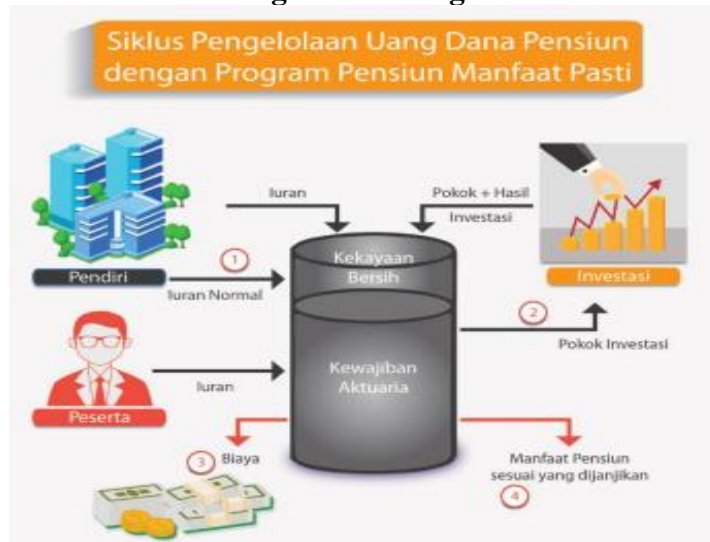 Siklus Pengelolaan Uang Dana Pensiun
dengan Program Pensiun Manfaat Pasti
Iuran
Pokok + Hasil
Investasi
1
Kekayaan
Bersih
Pendiri
Iuran Normal
Investasi
2
Pokok Investasi
Kewajiban
Aktuaria
Iuran
Peserta
3
Biaya
Manfaat Pensiun
sesuai yang dijanjikan
4